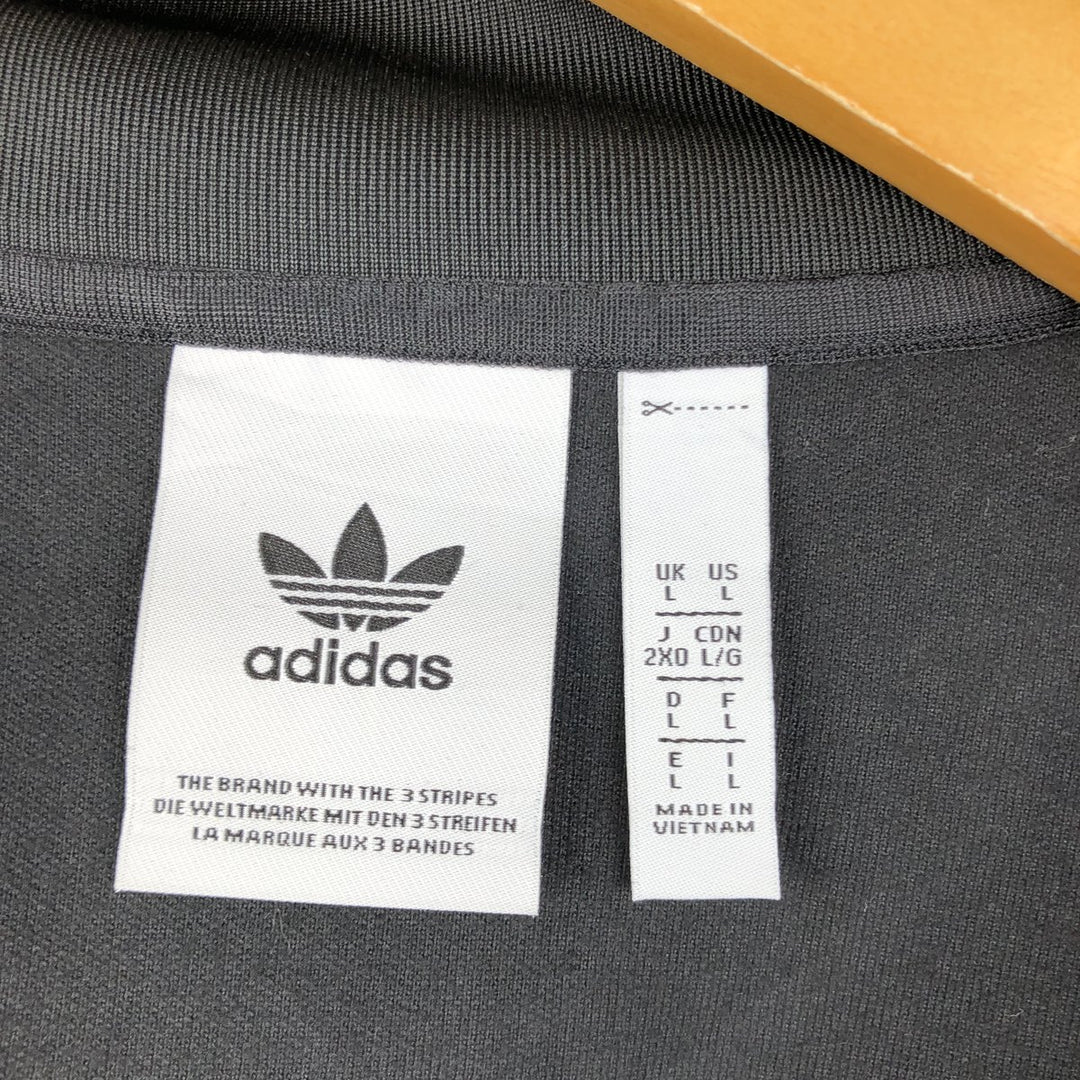 adidas
THE BRAND WITH THE 3 STRIPES
DIE WELTMARKE MIT DEN 3 STREIFEN
LA MARQUE AUX 3 BANDES
UK US
L L
J CDN
2XO L/G
D F
L L
E I
L L
MADE IN
VIETNAM